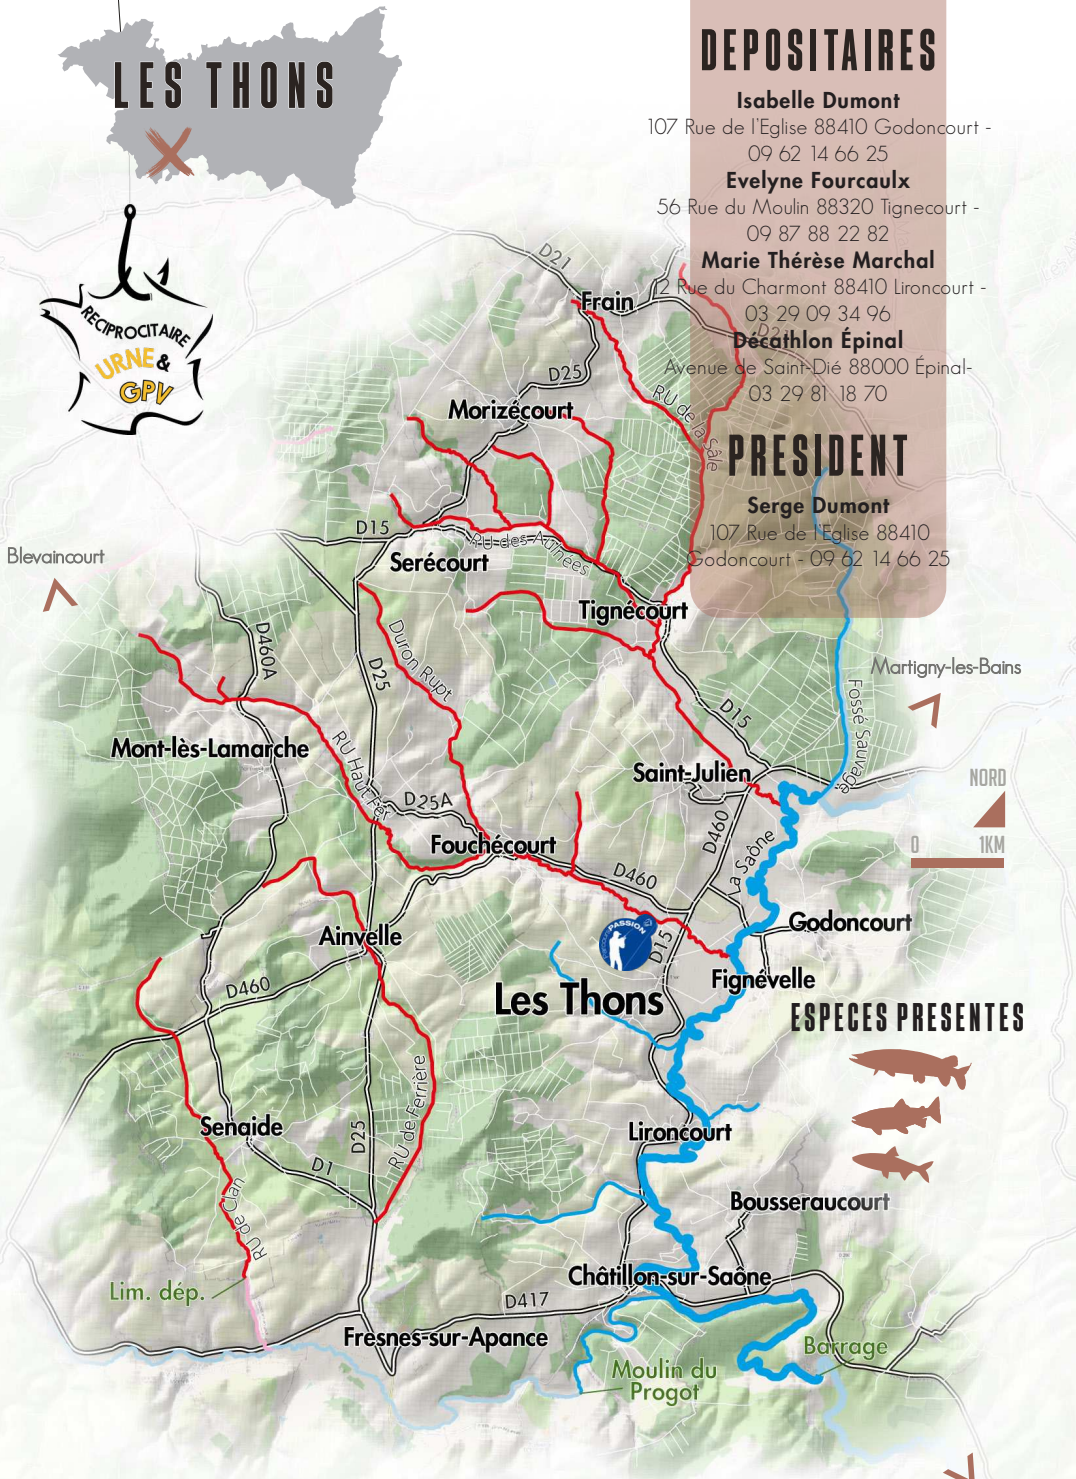 LES THONS
DEPOSITAIRES
Isabelle Dumont
107 Rue de l'Eglise 88410 Godoncourt -
09 62 14 66 25
Evelyne Fourcaulx
56 Rue du Moulin 88320 Tignecourt -
09 87 88 22 82
Marie Thérèse Marchal
12 Rue du Charmont 88410 Lironcourt -
03 29 09 34 96
Décathlon Épinal
Avenue de Saint-Dié 88000 Épinal-
03 29 81 18 70
PRESIDENT
Serge Dumont
107 Rue de l'Eglise 88410
Godoncourt - 09 62 14 66 25
RECIPROCITAIRE
URNE &
GPV
D21
Frain
D21
D25
Morizécourt
RU de la Sâle
D15
RU des Aulnées
Serécourt
Blevaincourt
Tignécourt
D460A
Duron Rupt
D25
Martigny-les-Bains
Fossé Sauvage
D15
Mont-lès-Lamarche
RU Haut Fer
Saint-Julien
NORD
D25A
D460
La Saône
0 1KM
Fouchécourt
D460
PASSION
Godoncourt
Ainvelle
D15
Fignévelle
D460
Les Thons
ESPECES PRESENTES
RU de Ferrière
Senaide
D25
Lironcourt
D1
RU de Clan
Bousseraucourt
Lim. dép.
Châtillon-sur-Saône
D417
Fresnes-sur-Apance
Barrage
Moulin du
Progot